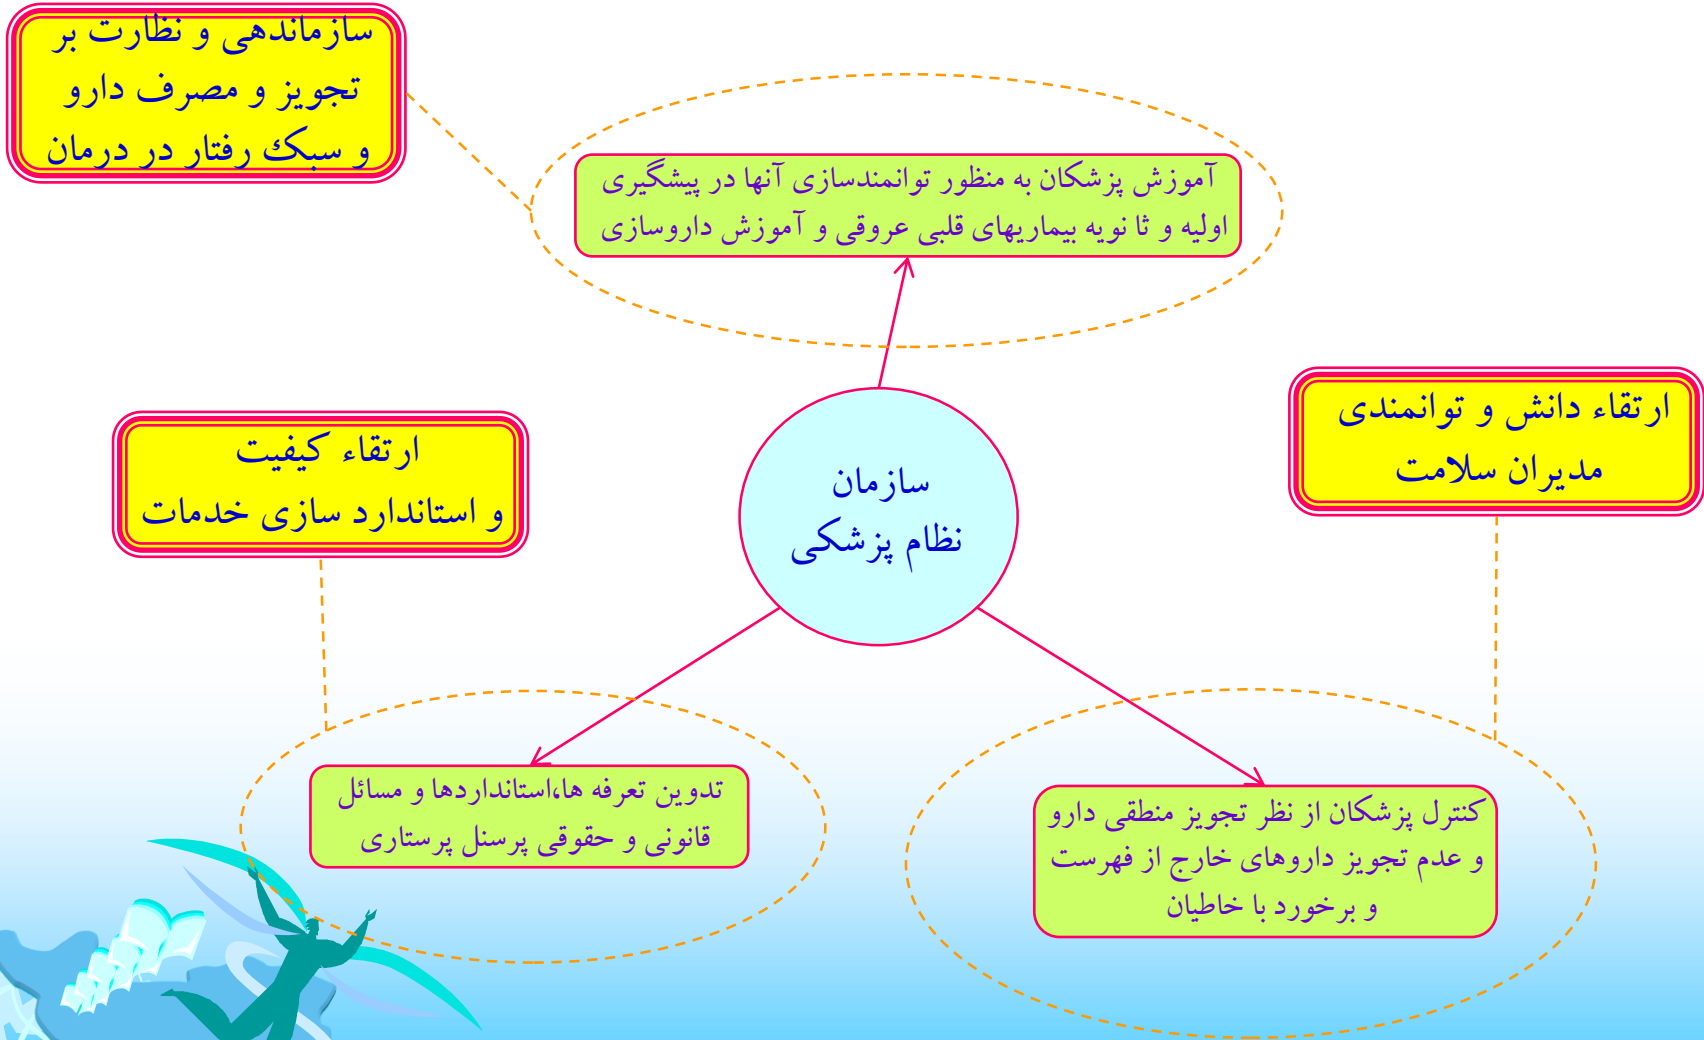 سازماندهی و نظارت بر
تجویز و مصرف دارو
و سبک رفتار در درمان
آموزش پزشکان به منظور توانمندسازی آنها در پیشگیری
اولیه و ثا نویه بیماریهای قلبی عروقی و آموزش داروسازی
ارتقاء دانش و توانمندی
مدیران سلامت
ارتقاء کیفیت
و استاندارد سازی خدمات
سازمان
نظام پزشکی
کنترل پزشکان از نظر تجویز منطقی دارو
و عدم تجویز داروهای خارج از فهرست
و برخورد با خاطیان
تدوین تعرفه ها،استانداردها و مسائل
قانونی و حقوقی پرسنل پرستاری